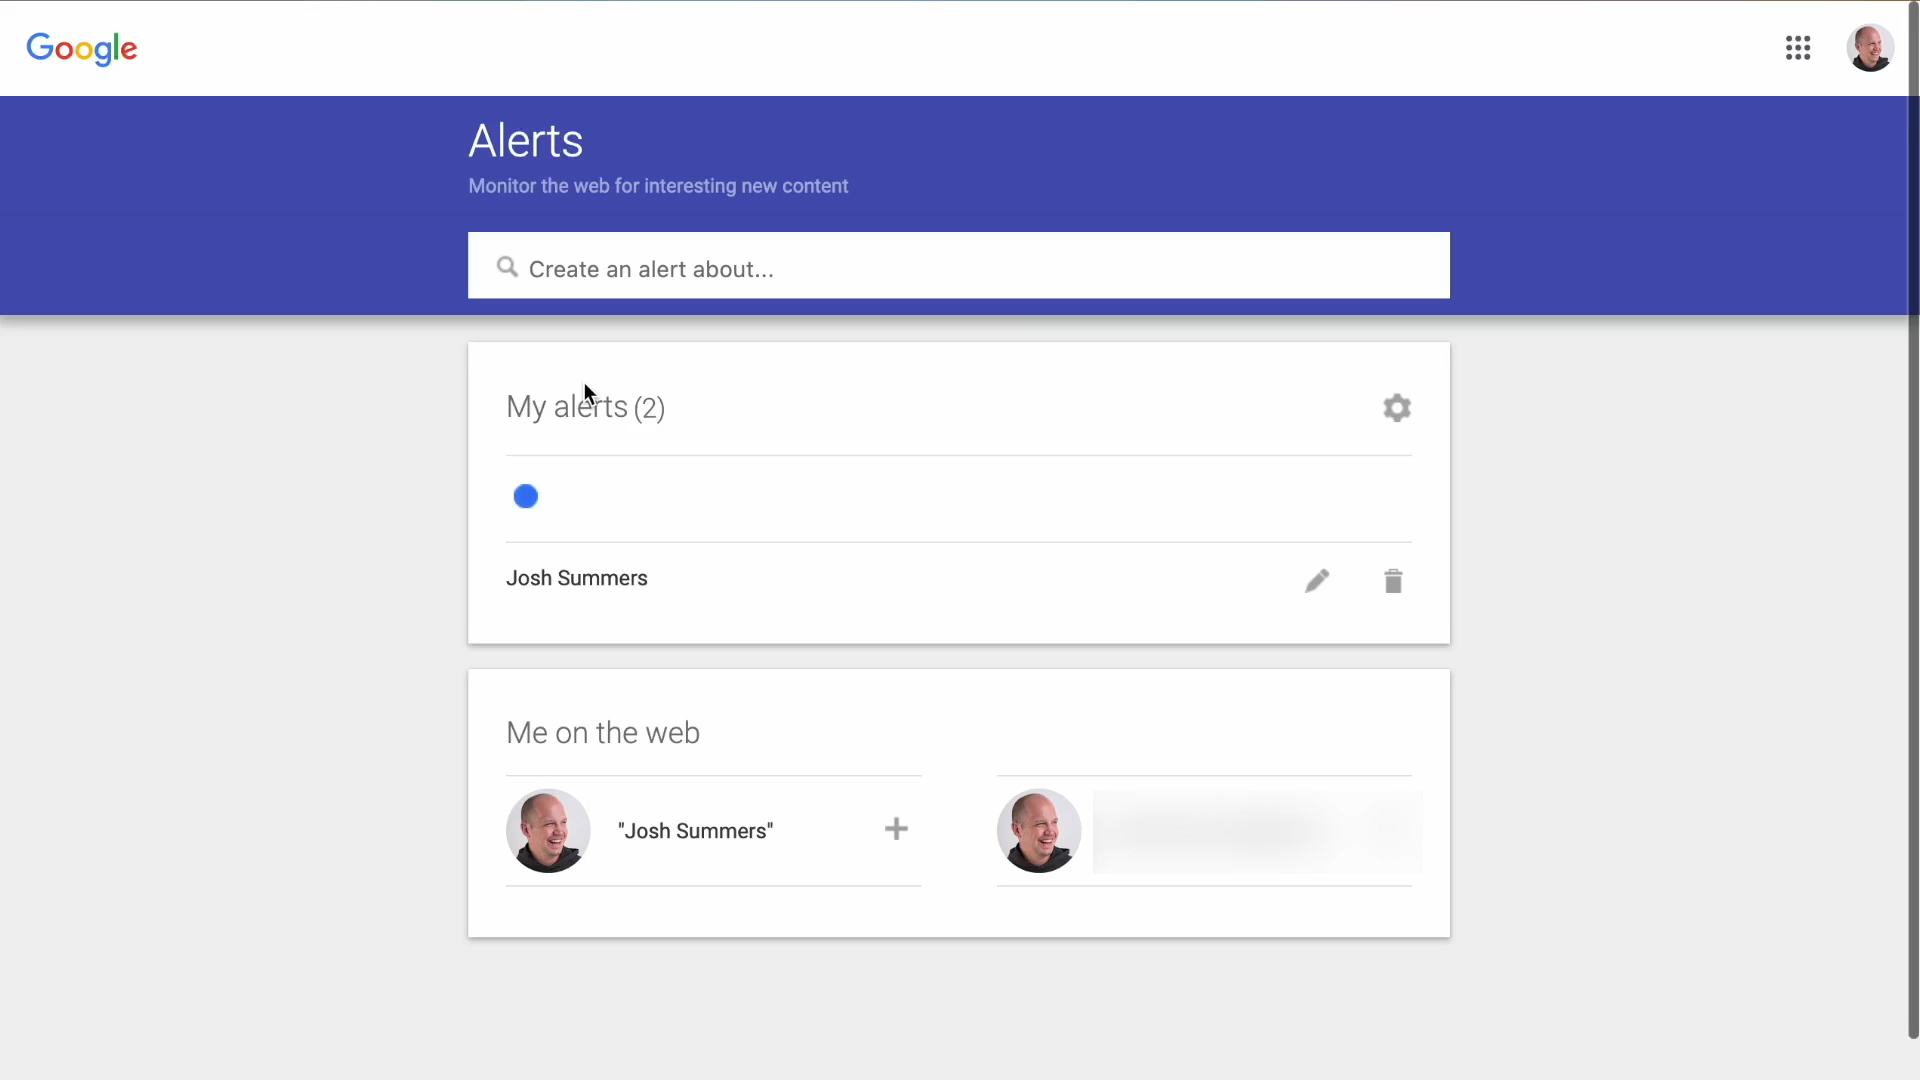 Google
Alerts
Monitor the web for interesting new content
Create an alert about...
My alerts (2)
Josh Summers
Me on the web
"Josh Summers"